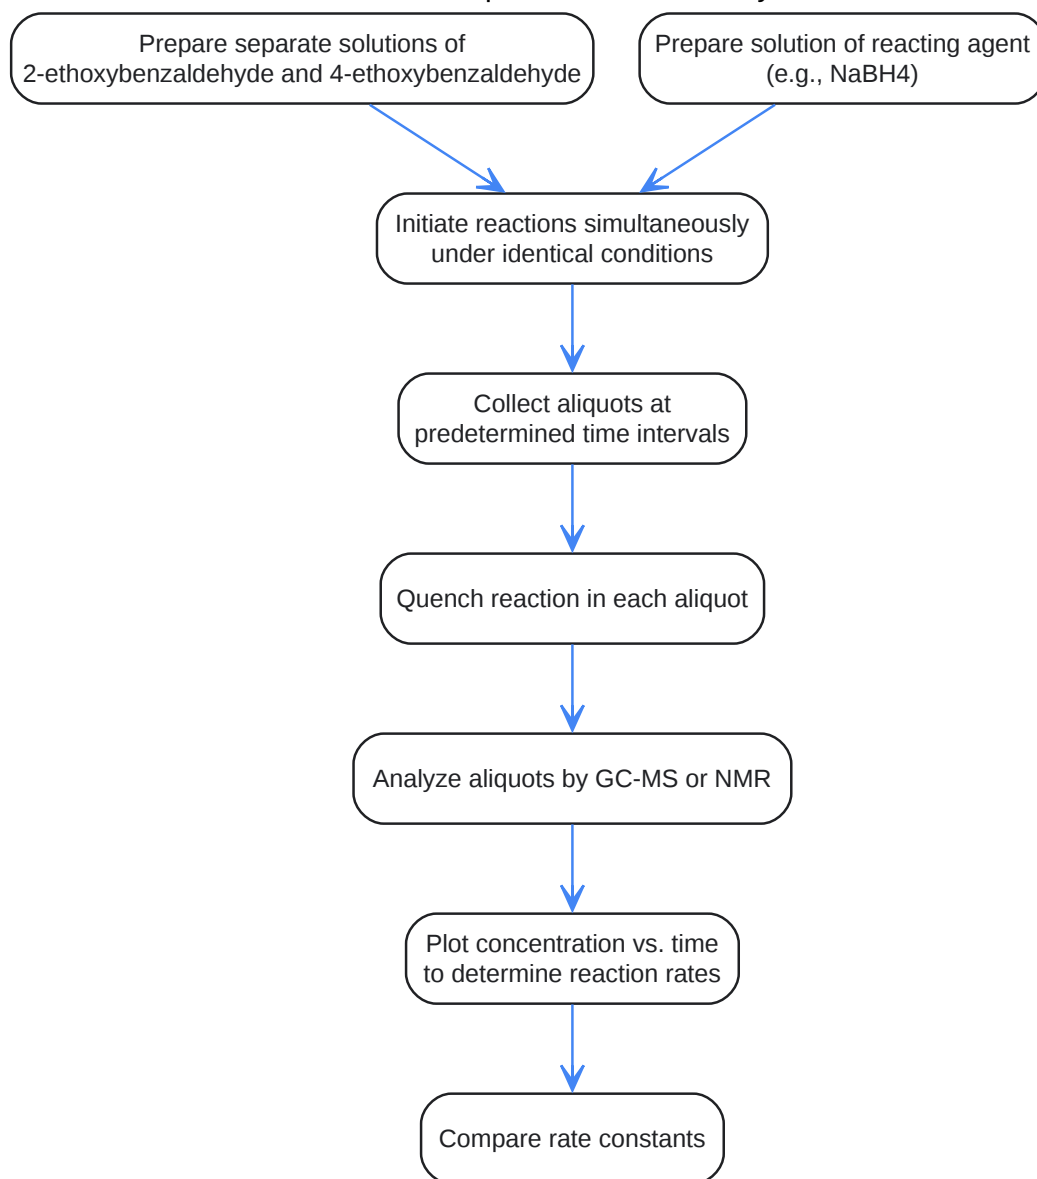 Prepare separate solutions of
2-ethoxybenzaldehyde and 4-ethoxybenzaldehyde
Prepare solution of reacting agent
(e.g., NaBH4)
Initiate reactions simultaneously
under identical conditions
Collect aliquots at
predetermined time intervals
Quench reaction in each aliquot
Analyze aliquots by GC-MS or NMR
Plot concentration vs. time
to determine reaction rates
Compare rate constants